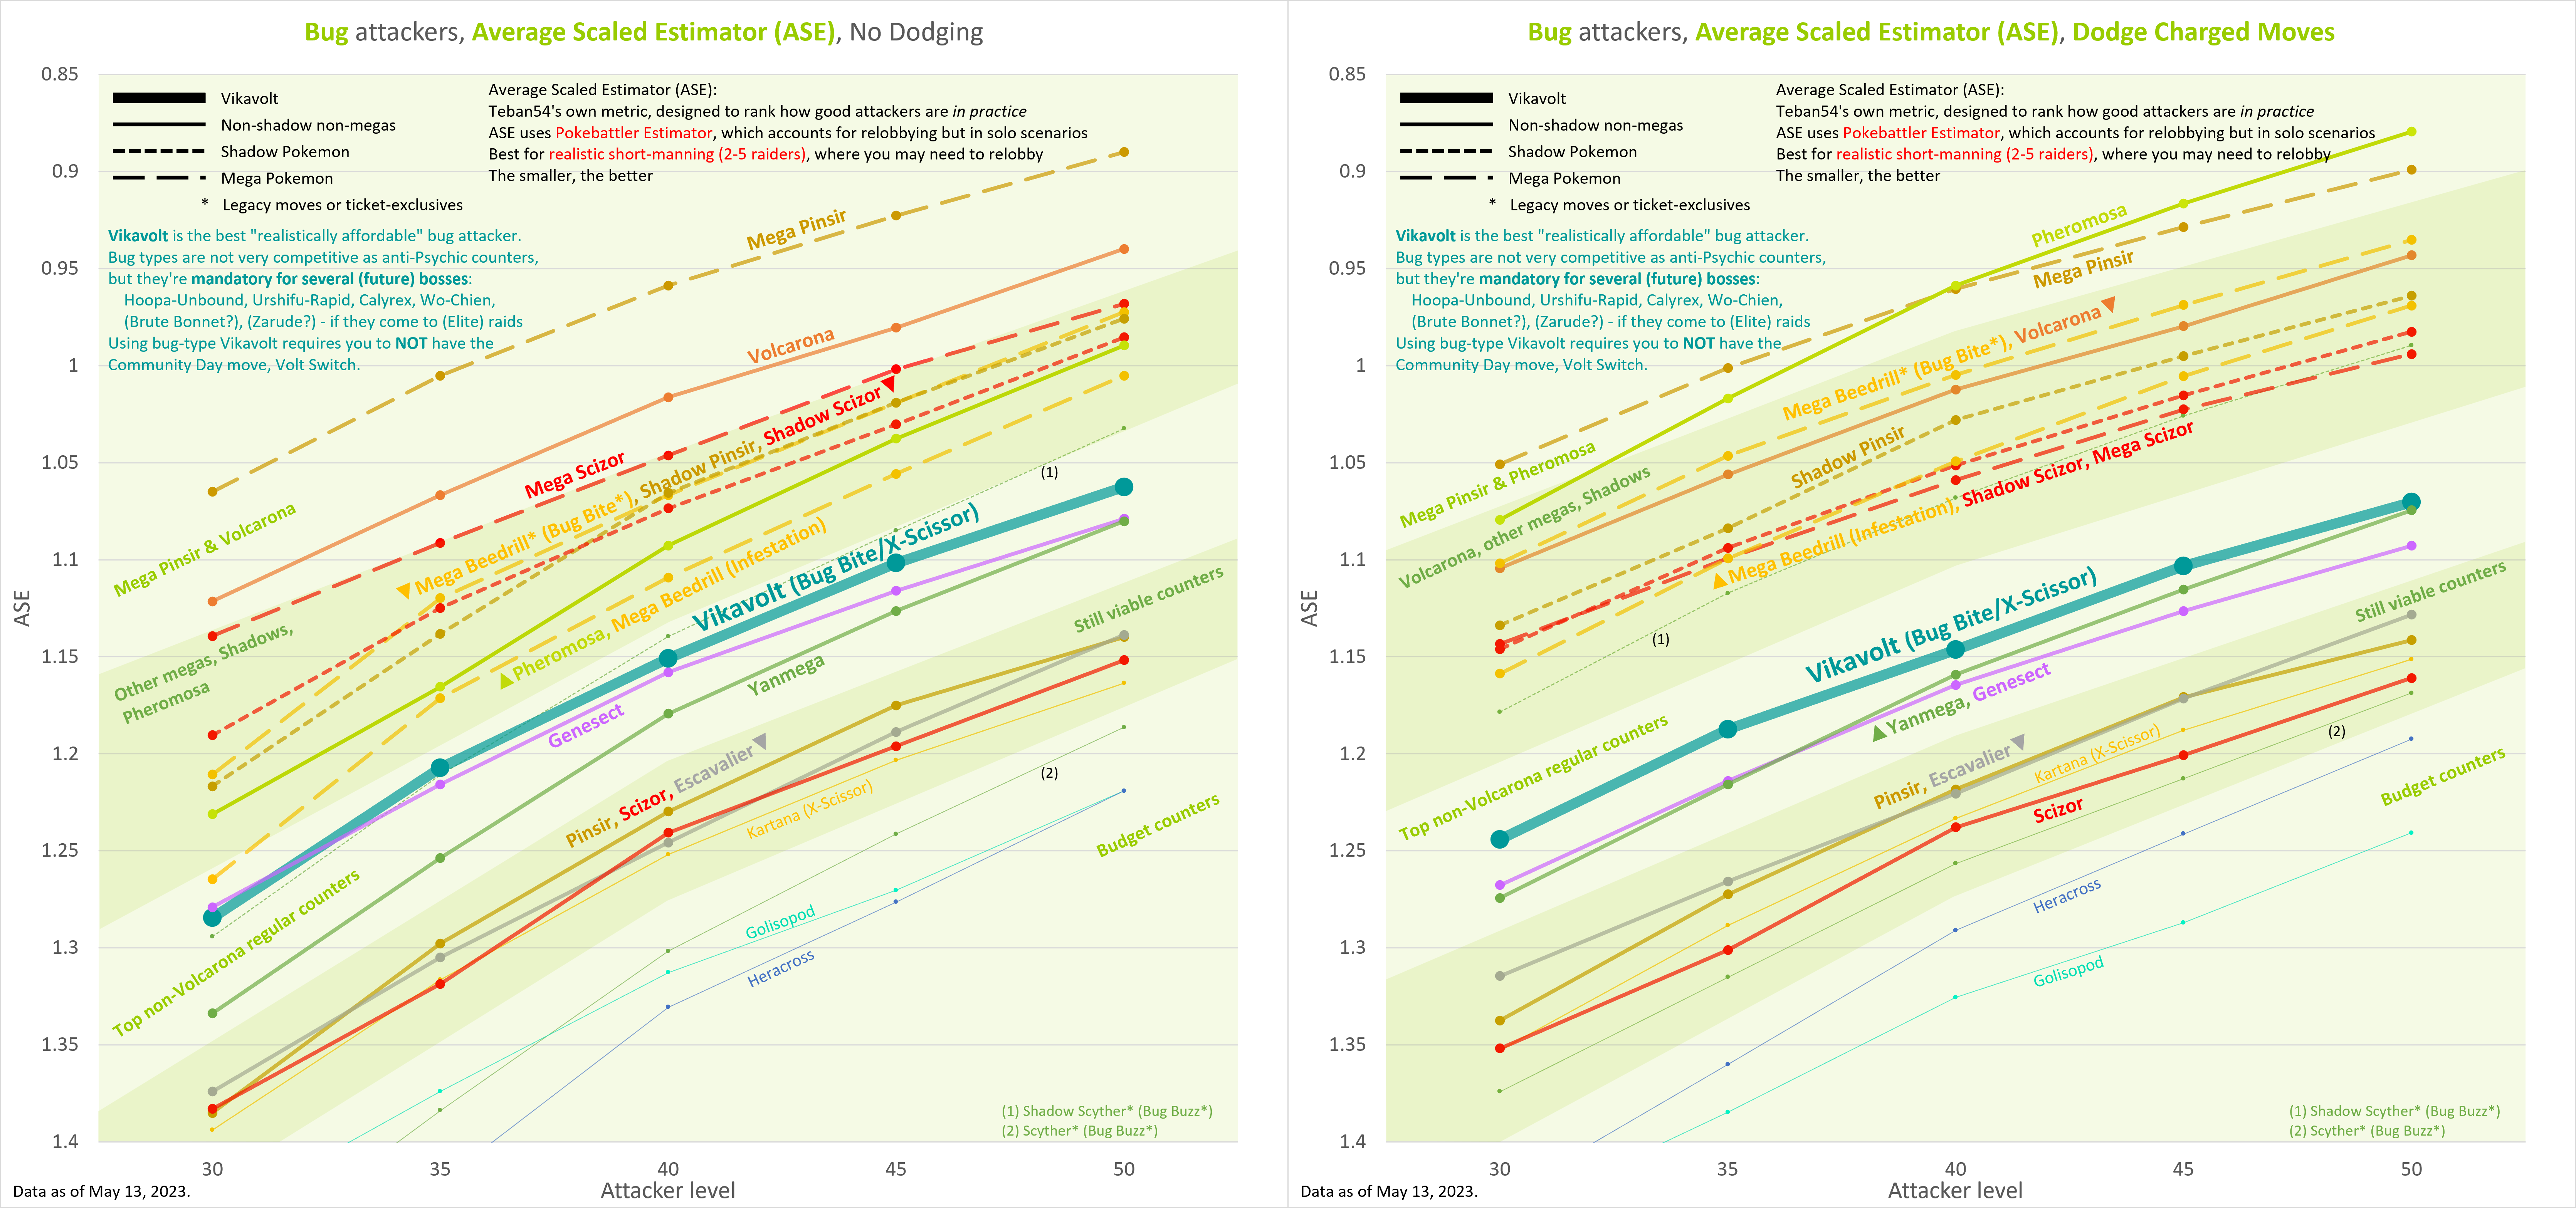 Bug attackers, Average Scaled Estimator (ASE), No Dodging
0.85
0.9
0.95
1
1.05
1.1
1.15
1.2
1.25
1.3
1.35
1.4
ASE
Vikavolt
Non-shadow non-megas
Shadow Pokemon
Mega Pokemon
* Legacy moves or ticket-exclusives
Average Scaled Estimator (ASE):
Teban54's own metric, designed to rank how good attackers are in practice
ASE uses Pokebattler Estimator, which accounts for relobbying but in solo scenarios
Best for realistic short-manning (2-5 raiders), where you may need to relobby
The smaller, the better
Vikavolt is the best "realistically affordable" bug attacker.
Bug types are not very competitive as anti-Psychic counters,
but they're mandatory for several (future) bosses:
Hoopa-Unbound, Urshifu-Rapid, Calyrex, Wo-Chien,
(Brute Bonnet?), (Zarude?) - if they come to (Elite) raids
Using bug-type Vikavolt requires you to NOT have the
Community Day move, Volt Switch.
Mega Pinsir
Volcarona
Mega Scizor
Mega Beedrill* (Bug Bite*), Shadow Pinsir, Shadow Scizor
(1)
Mega Pinsir & Volcarona
Pheromosa, Mega Beedrill (Infestation)
Vikavolt (Bug Bite/X-Scissor)
Other megas, Shadows,
Pheromosa
Still viable counters
Yanmega
Genesect
Pinsir, Scizor, Escavalier
Kartana (X-Scissor)
(2)
Budget counters
Top non-Volcarona regular counters
Golisopod
Heracross
(1) Shadow Scyther* (Bug Buzz*)
(2) Scyther* (Bug Buzz*)
30
35
40
45
50
Attacker level
Data as of May 13, 2023.
Bug attackers, Average Scaled Estimator (ASE), Dodge Charged Moves
0.85
0.9
0.95
1
1.05
1.1
1.15
1.2
1.25
1.3
1.35
1.4
ASE
Vikavolt
Non-shadow non-megas
Shadow Pokemon
Mega Pokemon
* Legacy moves or ticket-exclusives
Average Scaled Estimator (ASE):
Teban54's own metric, designed to rank how good attackers are in practice
ASE uses Pokebattler Estimator, which accounts for relobbying but in solo scenarios
Best for realistic short-manning (2-5 raiders), where you may need to relobby
The smaller, the better
Vikavolt is the best "realistically affordable" bug attacker.
Bug types are not very competitive as anti-Psychic counters,
but they're mandatory for several (future) bosses:
Hoopa-Unbound, Urshifu-Rapid, Calyrex, Wo-Chien,
(Brute Bonnet?), (Zarude?) - if they come to (Elite) raids
Using bug-type Vikavolt requires you to NOT have the
Community Day move, Volt Switch.
Pheromosa
Mega Pinsir
Mega Beedrill* (Bug Bite*), Volcarona
Mega Pinsir & Pheromosa
Shadow Pinsir
Shadow Scizor, Mega Scizor
Volcarona, other megas, Shadows
Mega Beedrill (Infestation),
(1)
Vikavolt (Bug Bite/X-Scissor)
Still viable counters
Yanmega, Genesect
Top non-Volcarona regular counters
Pinsir, Escavalier
Kartana (X-Scissor)
(2)
Scizor
Budget counters
Heracross
Golisopod
(1) Shadow Scyther* (Bug Buzz*)
(2) Scyther* (Bug Buzz*)
30
35
40
45
50
Attacker level
Data as of May 13, 2023.